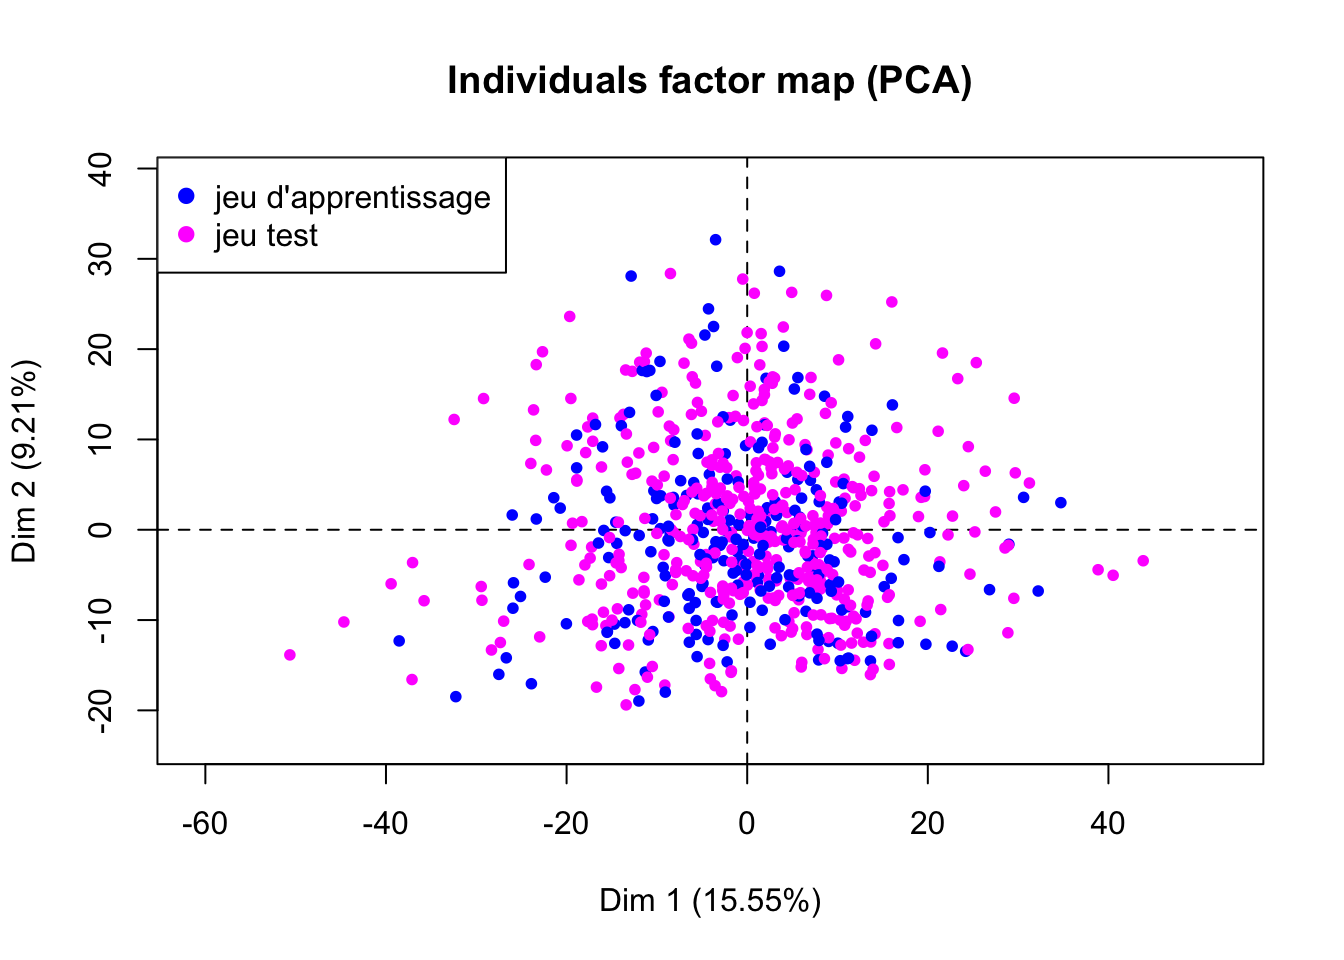 Individuals factor map (PCA)
jeu d'apprentissage
jeu test
40
30
20
10
0
-10
-20
Dim 2 (9.21%)
-60
-40
-20
0
20
40
Dim 1 (15.55%)